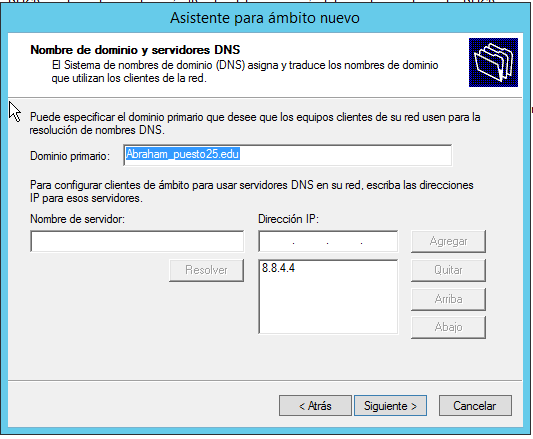 Asistente para ámbito nuevo
Nombre de dominio y servidores DNS
El Sistema de nombres de dominio (DNS) asigna y traduce los nombres de dominio
que utilizan los clientes de la red.
Puede especificar el dominio primario que desee que los equipos clientes de su red usen para la
resolución de nombres DNS.
Dominio primario: Abraham_puesto25.edu
Para configurar clientes de ámbito para usar servidores DNS en su red, escriba las direcciones
IP para esos servidores.
Nombre de servidor: Dirección IP:
. . . Agregar
Resolver 8.8.4.4 Quitar
Arriba
Abajo
< Atrás Siguiente > Cancelar